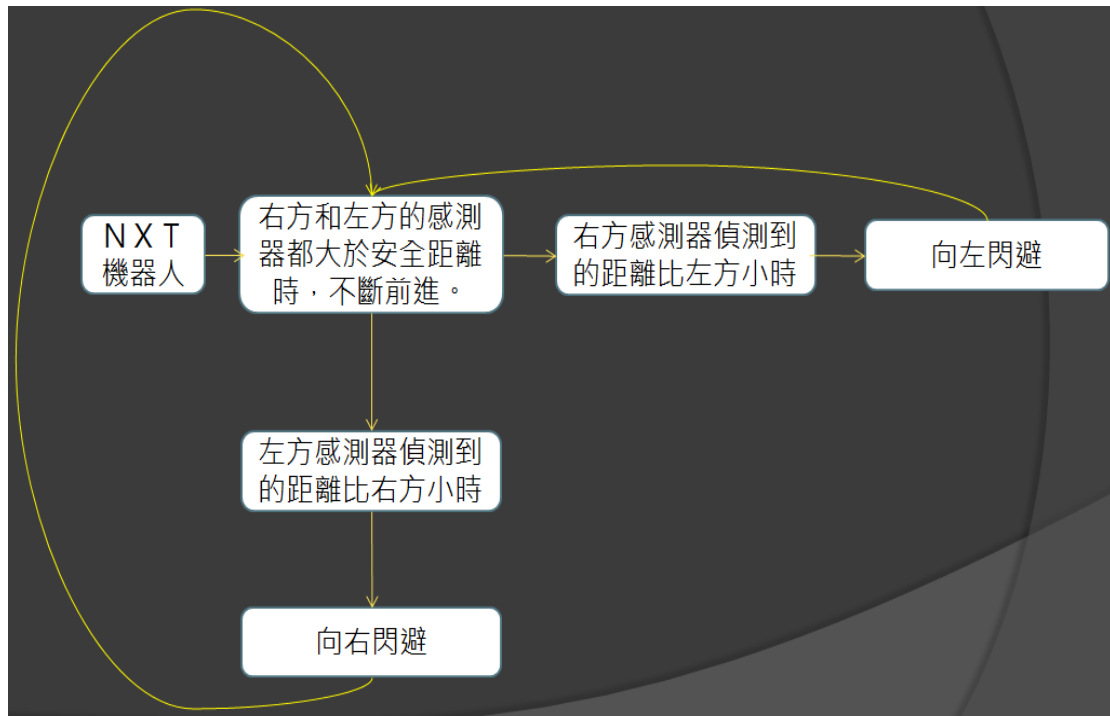 ＮＸＴ
機器人
右方和左方的感測
器都大於安全距離
時，不斷前進。
右方感測器偵測到
的距離比左方小時
向左閃避
左方感測器偵測到
的距離比右方小時
向右閃避